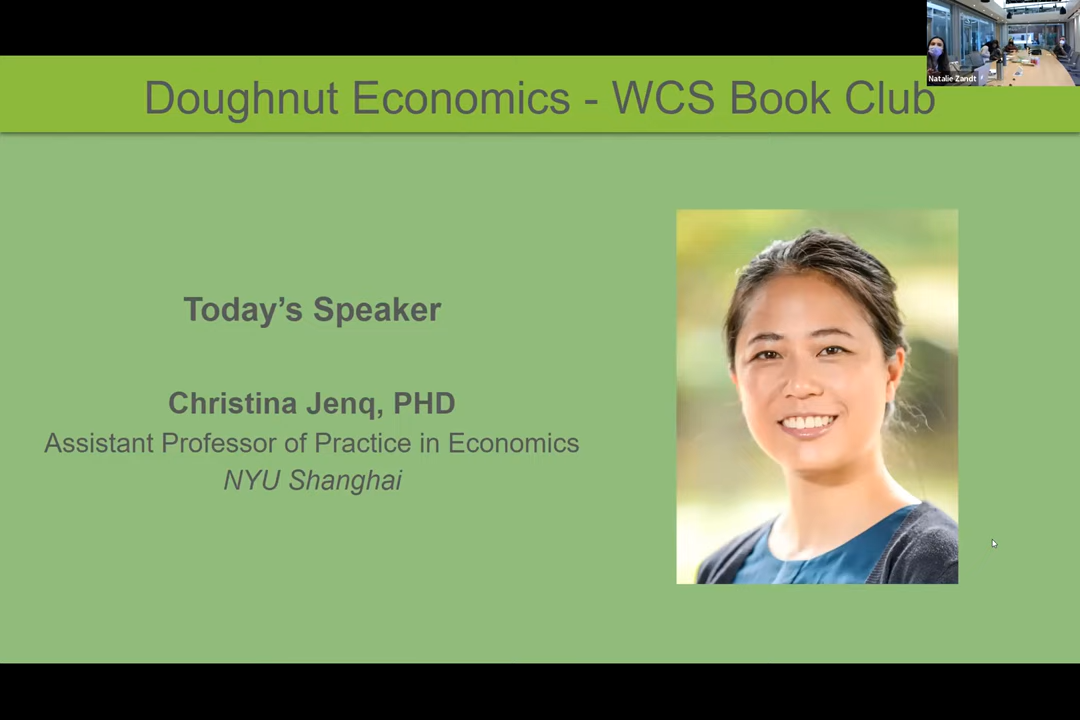 Doughnut Economics - WCS Book Club
Natalie Zandt
Today’s Speaker
Christina Jenq, PHD
Assistant Professor of Practice in Economics
NYU Shanghai